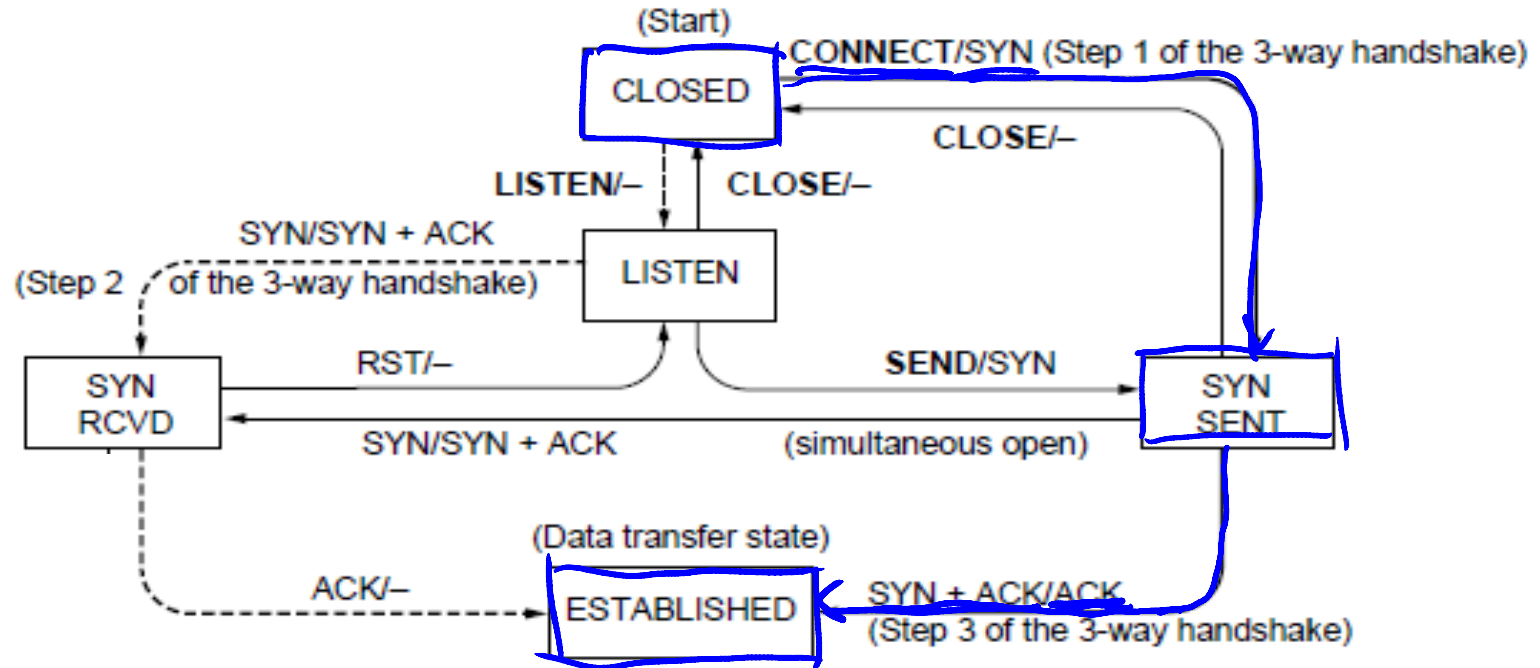 (Start)
CONNECT/SYN (Step 1 of the 3-way handshake)
CLOSED
CLOSE/–
LISTEN/–
CLOSE/–
SYN/SYN + ACK
(Step 2 of the 3-way handshake)
LISTEN
RST/–
SEND/SYN
SYN
RCVD
SYN
SENT
SYN/SYN + ACK
(simultaneous open)
(Data transfer state)
ACK/–
ESTABLISHED
SYN + ACK/ACK
(Step 3 of the 3-way handshake)